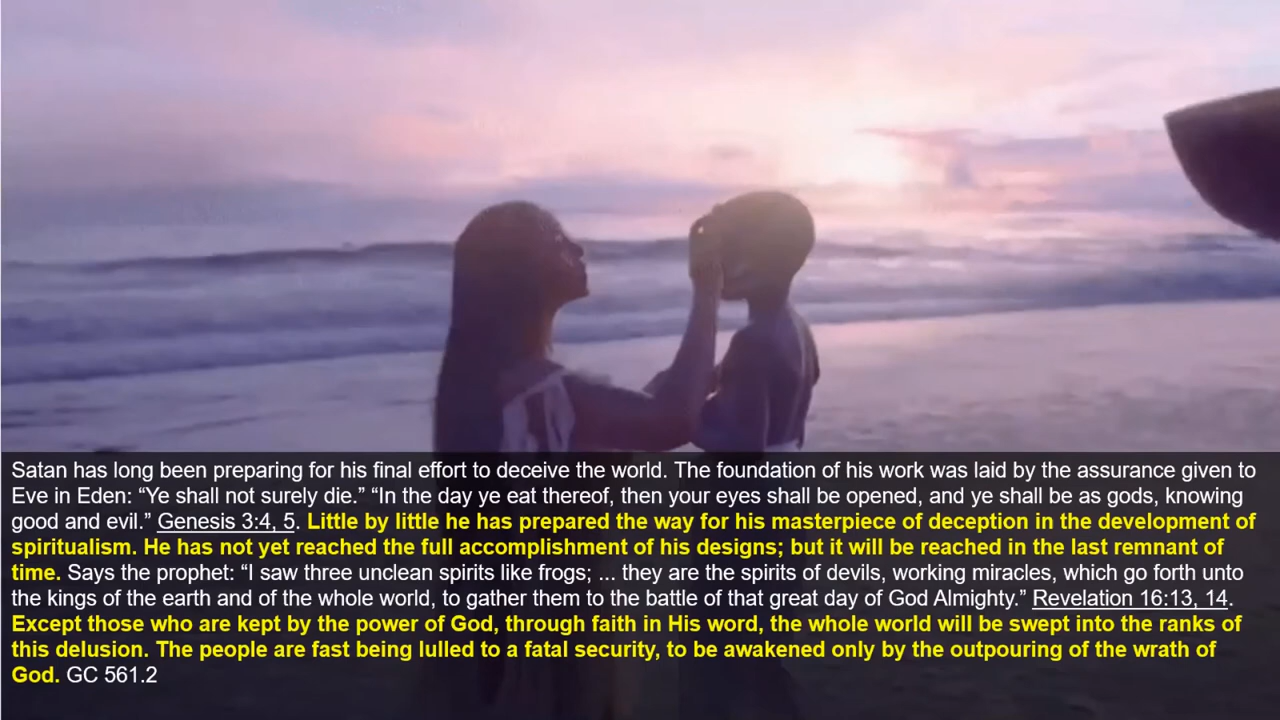 Satan has long been preparing for his final effort to deceive the world. The foundation of his work was laid by the assurance given to
Eve in Eden: “Ye shall not surely die.” “In the day ye eat thereof, then your eyes shall be opened, and ye shall be as gods, knowing
good and evil.” Genesis 3:4, 5. Little by little he has prepared the way for his masterpiece of deception in the development of
spiritualism. He has not yet reached the full accomplishment of his designs; but it will be reached in the last remnant of
time. Says the prophet: “I saw three unclean spirits like frogs; ... they are the spirits of devils, working miracles, which go forth unto
the kings of the earth and of the whole world, to gather them to the battle of that great day of God Almighty.” Revelation 16:13, 14.
Except those who are kept by the power of God, through faith in His word, the whole world will be swept into the ranks of
this delusion. The people are fast being lulled to a fatal security, to be awakened only by the outpouring of the wrath of
God. GC 561.2